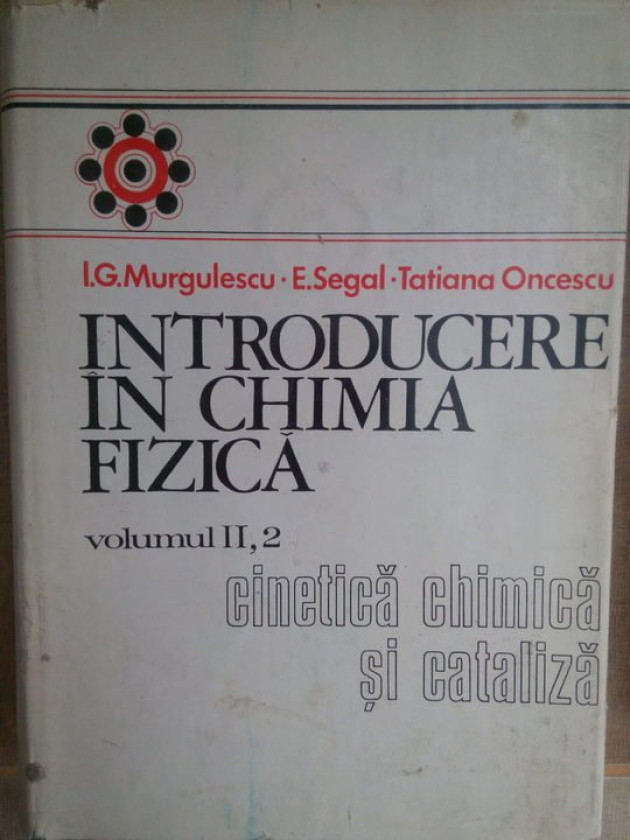 I.G.Murgulescu·E.Segal·Tatiana Oncescu
INTRODUCERE
ÎN CHIMIA
FIZICĂ
volumul II,2
cinetică chimică
și cataliză